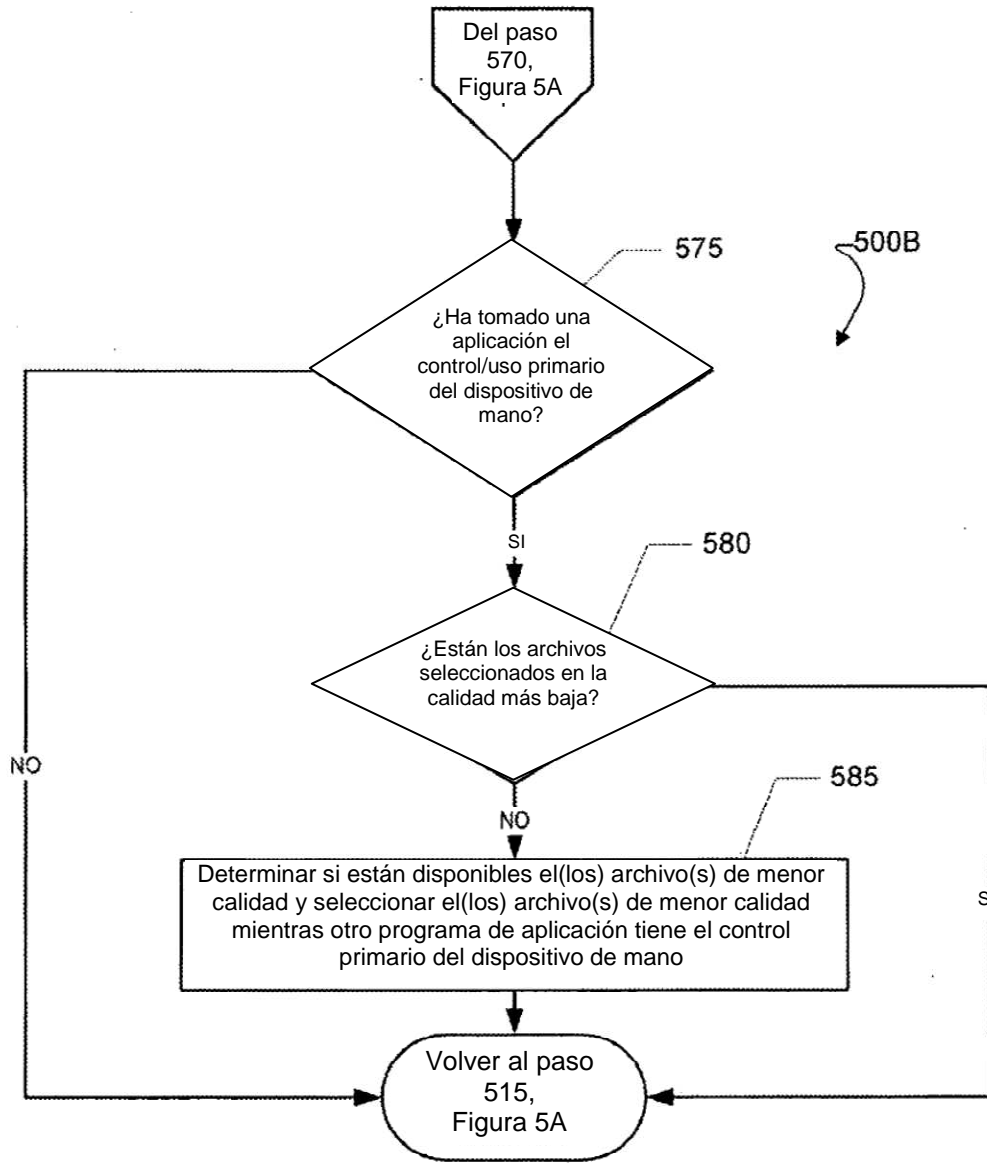 Del paso
570,
Figura 5A
575
500B
¿Ha tomado una
aplicación el
control/uso primario
del dispositivo de
mano?
SI
580
¿Están los archivos
seleccionados en la
calidad más baja?
NO
NO
585
Determinar si están disponibles el(los) archivo(s) de menor
calidad y seleccionar el(los) archivo(s) de menor calidad
mientras otro programa de aplicación tiene el control
primario del dispositivo de mano
S
Volver al paso
515,
Figura 5A